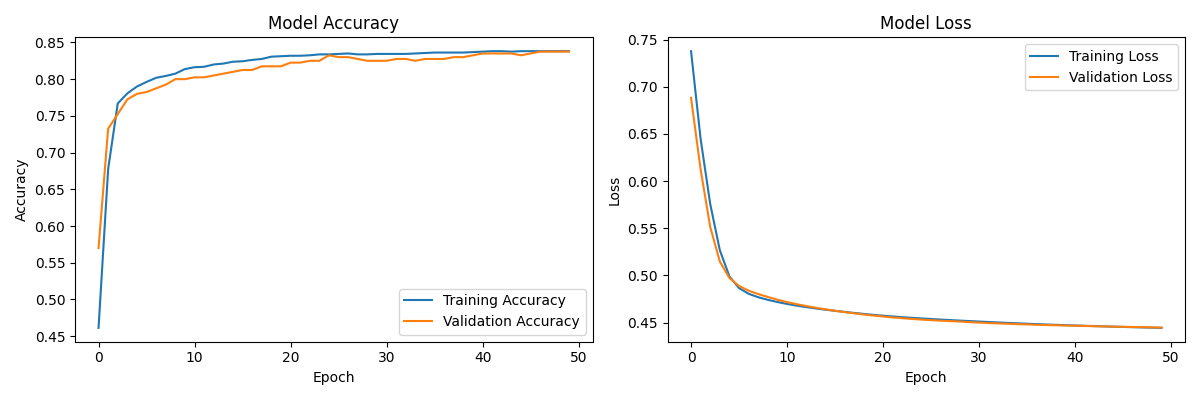 Model Accuracy
0.85
0.80
0.75
0.70
0.65
0.60
0.55
0.50
0.45
Accuracy
0
10
20
30
40
50
Epoch
Training Accuracy
Validation Accuracy
Model Loss
0.75
0.70
0.65
0.60
0.55
0.50
0.45
Loss
0
10
20
30
40
50
Epoch
Training Loss
Validation Loss